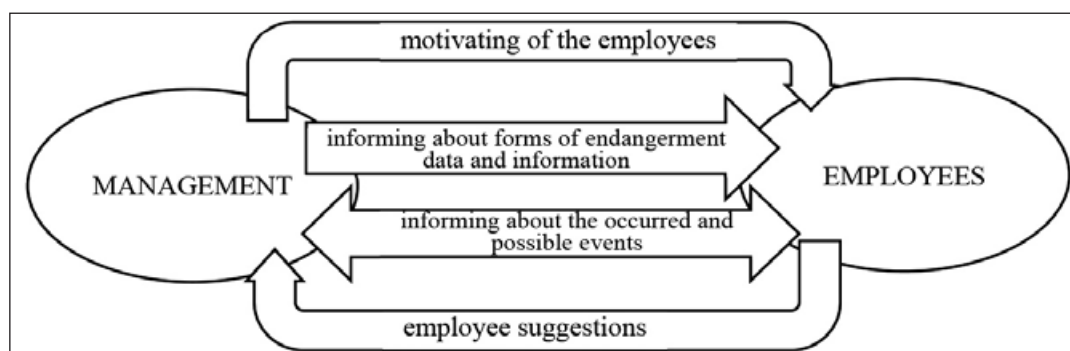 motivating of the employees
informing about forms of endangerment
data and information
MANAGEMENT
EMPLOYEES
informing about the occurred and
possible events
employee suggestions